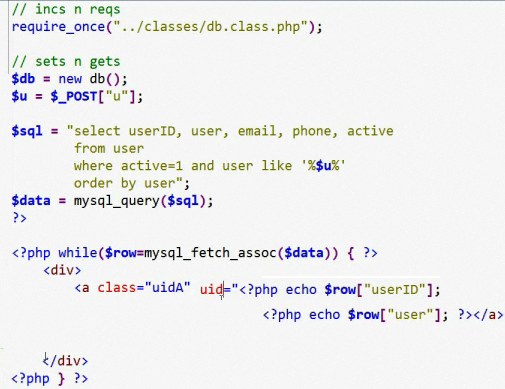 // incs n reqs
require_once("../classes/db.class.php");
// sets n gets
$db = new db();
$u = $_POST["u"];
$sql = "select userID, user, email, phone, active
from user
where active=1 and user like '%$u%'
order by user";
$data = mysql_query($sql);
?>
<?php while($row=mysql_fetch_assoc($data)) { ?>
<div>
<a class="uidA" uid="<?php echo $row["userID"];
<?php echo $row["user"]; ?></a>
</div>
<?php } ?>